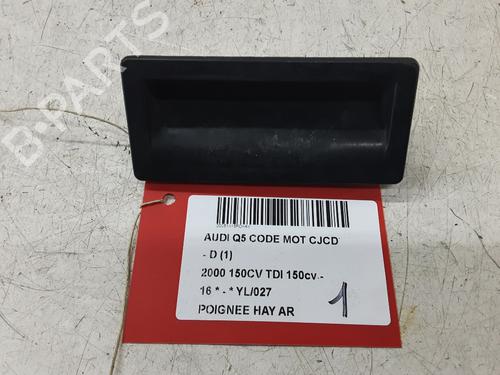 B-PARTS
AUDI Q5 CODE MOT CJCD
- D (1)
2000 150CV TDI 150cv -
16 * - * YL/027
POIGNEE HAY AR
1